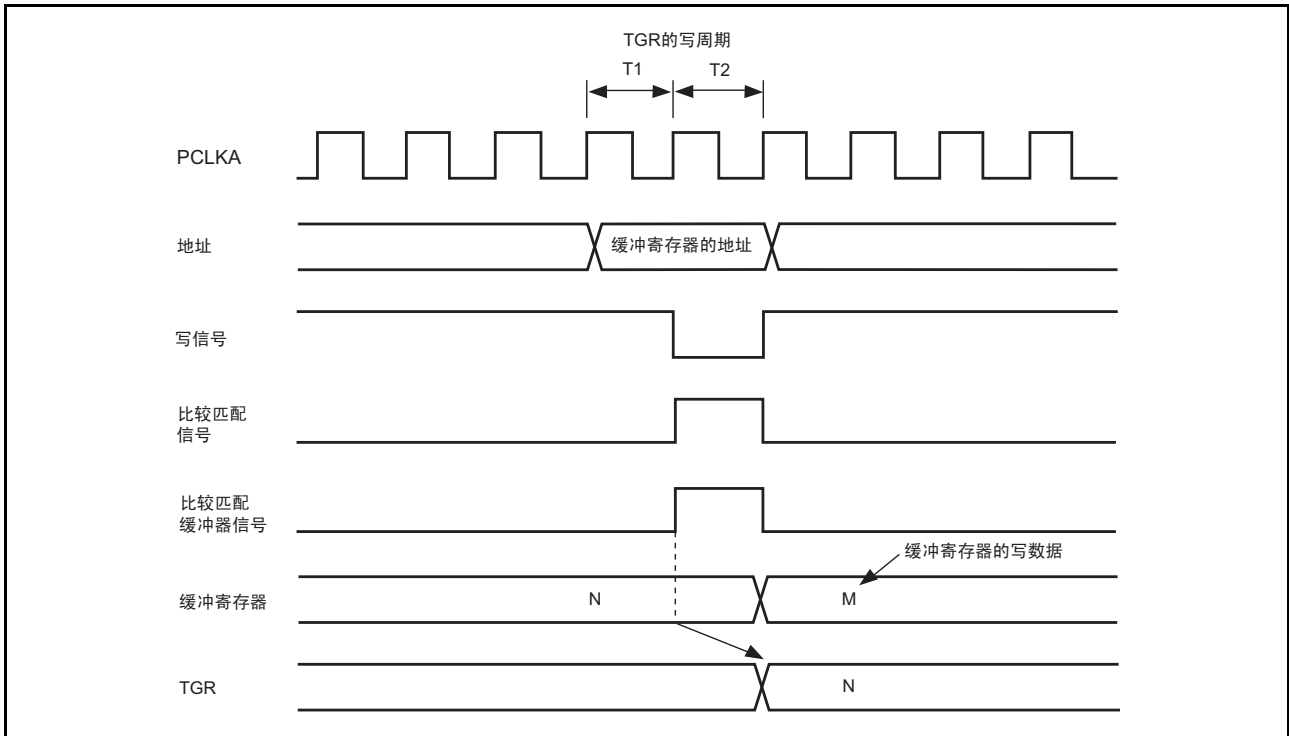 TGR的写周期
T1
T2
PCLKA
地址
缓冲寄存器的地址
写信号
比较匹配
信号
比较匹配
缓冲器信号
缓冲寄存器的写数据
缓冲寄存器
N
M
TGR
N